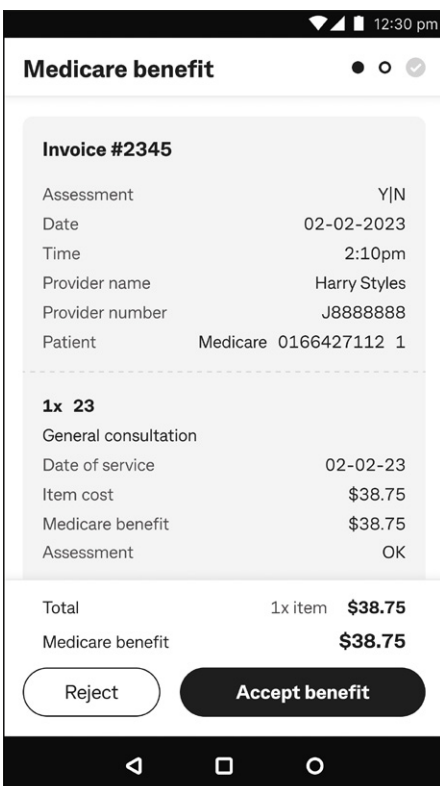 12:30 pm
Medicare benefit
Invoice #2345
Assessment Y|N
Date 02-02-2023
Time 2:10pm
Provider name Harry Styles
Provider number J8888888
Patient Medicare 0166427112 1
1x 23
General consultation
Date of service 02-02-23
Item cost $38.75
Medicare benefit $38.75
Assessment OK
Total 1x item $38.75
Medicare benefit $38.75
Reject Accept benefit